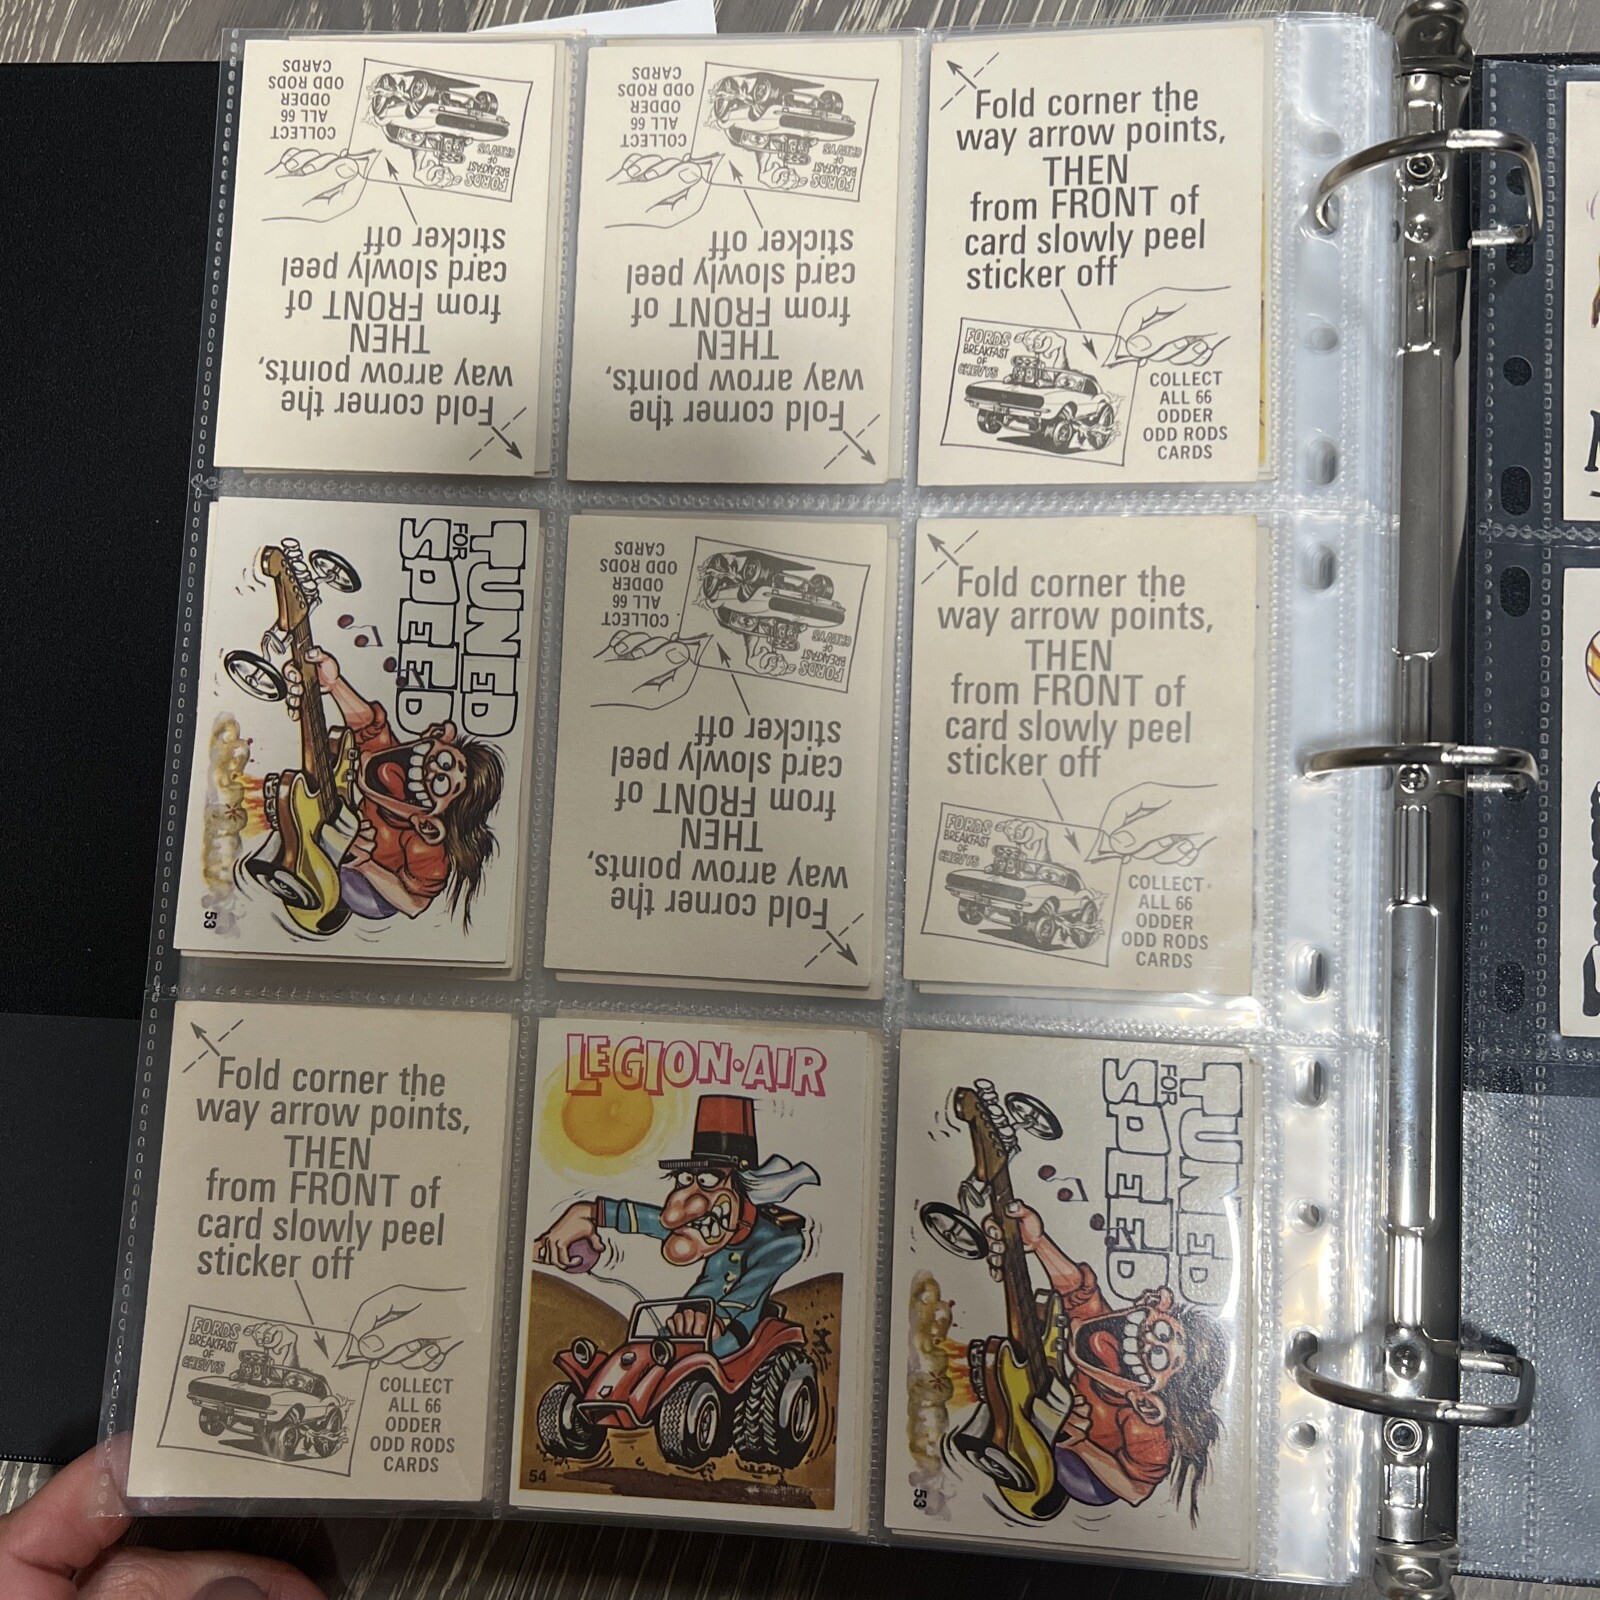 COLLECT
ALL 66
ODDER
ODD RODS
CARDS
FORDS
BREAKFAST
OF
CHEVYS
Fold corner the
way arrow points,
THEN
from FRONT of
card slowly peel
sticker off
COLLECT
ALL 66
ODDER
ODD RODS
CARDS
FORDS
BREAKFAST
OF
CHEVYS
Fold corner the
way arrow points,
THEN
from FRONT of
card slowly peel
sticker off
Fold corner the
way arrow points,
THEN
from FRONT of
card slowly peel
sticker off
FORDS
BREAKFAST
OF
CHEVYS
COLLECT
ALL 66
ODDER
ODD RODS
CARDS
TUNED
FOR
SPEED
53
COLLECT
ALL 66
ODDER
ODD RODS
CARDS
FORDS
BREAKFAST
OF
CHEVYS
Fold corner the
way arrow points,
THEN
from FRONT of
card slowly peel
sticker off
Fold corner the
way arrow points,
THEN
from FRONT of
card slowly peel
sticker off
FORDS
BREAKFAST
OF
CHEVYS
COLLECT
ALL 66
ODDER
ODD RODS
CARDS
Fold corner the
way arrow points,
THEN
from FRONT of
card slowly peel
sticker off
FORDS
BREAKFAST
OF
CHEVYS
COLLECT
ALL 66
ODDER
ODD RODS
CARDS
LEGION·AIR
54
TUNED
FOR
SPEED
53